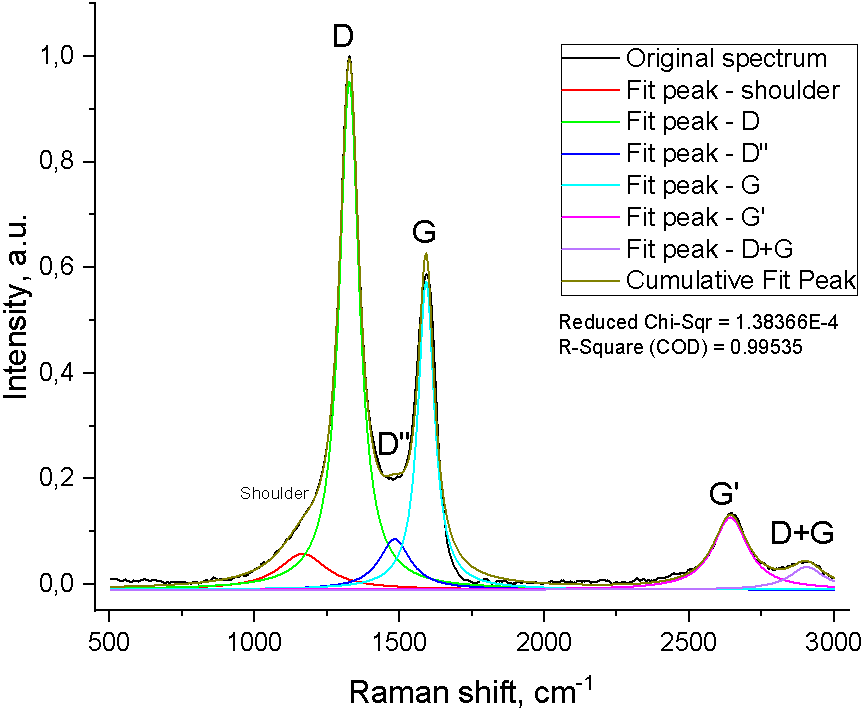 D
1,0
Original spectrum
Fit peak - shoulder
Fit peak - D
Fit peak - D"
Fit peak - G
Fit peak - G'
Fit peak - D+G
Cumulative Fit Peak
0,8
G
0,6
Reduced Chi-Sqr = 1.38366E-4
R-Square (COD) = 0.99535
Intensity, a.u.
0,4
D"
0,2
Shoulder
G'
D+G
0,0
500 1000 1500 2000 2500 3000
Raman shift, cm-1